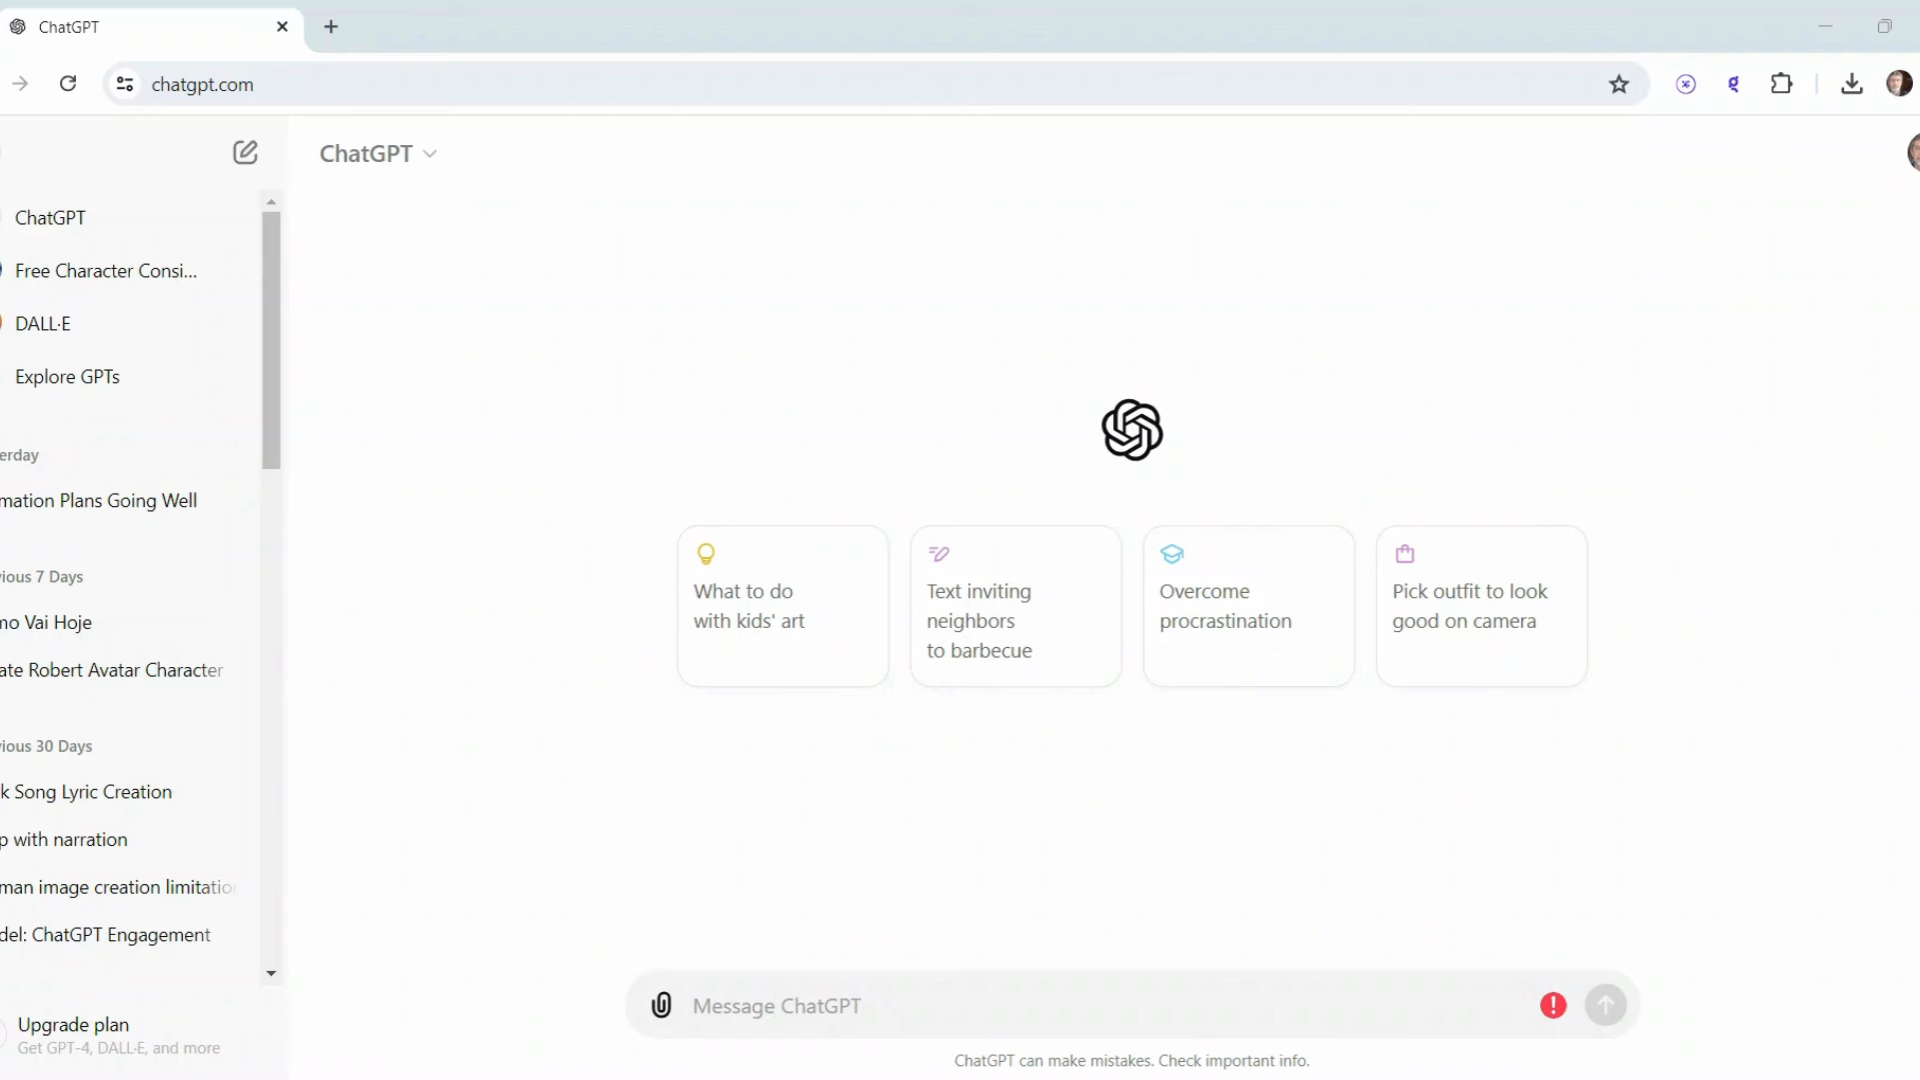 ChatGPT
chatgpt.com
ChatGPT
ChatGPT
Free Character Consi...
DALL·E
Explore GPTs
erday
mation Plans Going Well
vious 7 Days
mo Vai Hoje
ate Robert Avatar Character
vious 30 Days
k Song Lyric Creation
p with narration
man image creation limitatio
del: ChatGPT Engagement
Upgrade plan
Get GPT-4, DALL·E, and more
What to do
with kids' art
Text inviting
neighbors
to barbecue
Overcome
procrastination
Pick outfit to look
good on camera
Message ChatGPT
ChatGPT can make mistakes. Check important info.